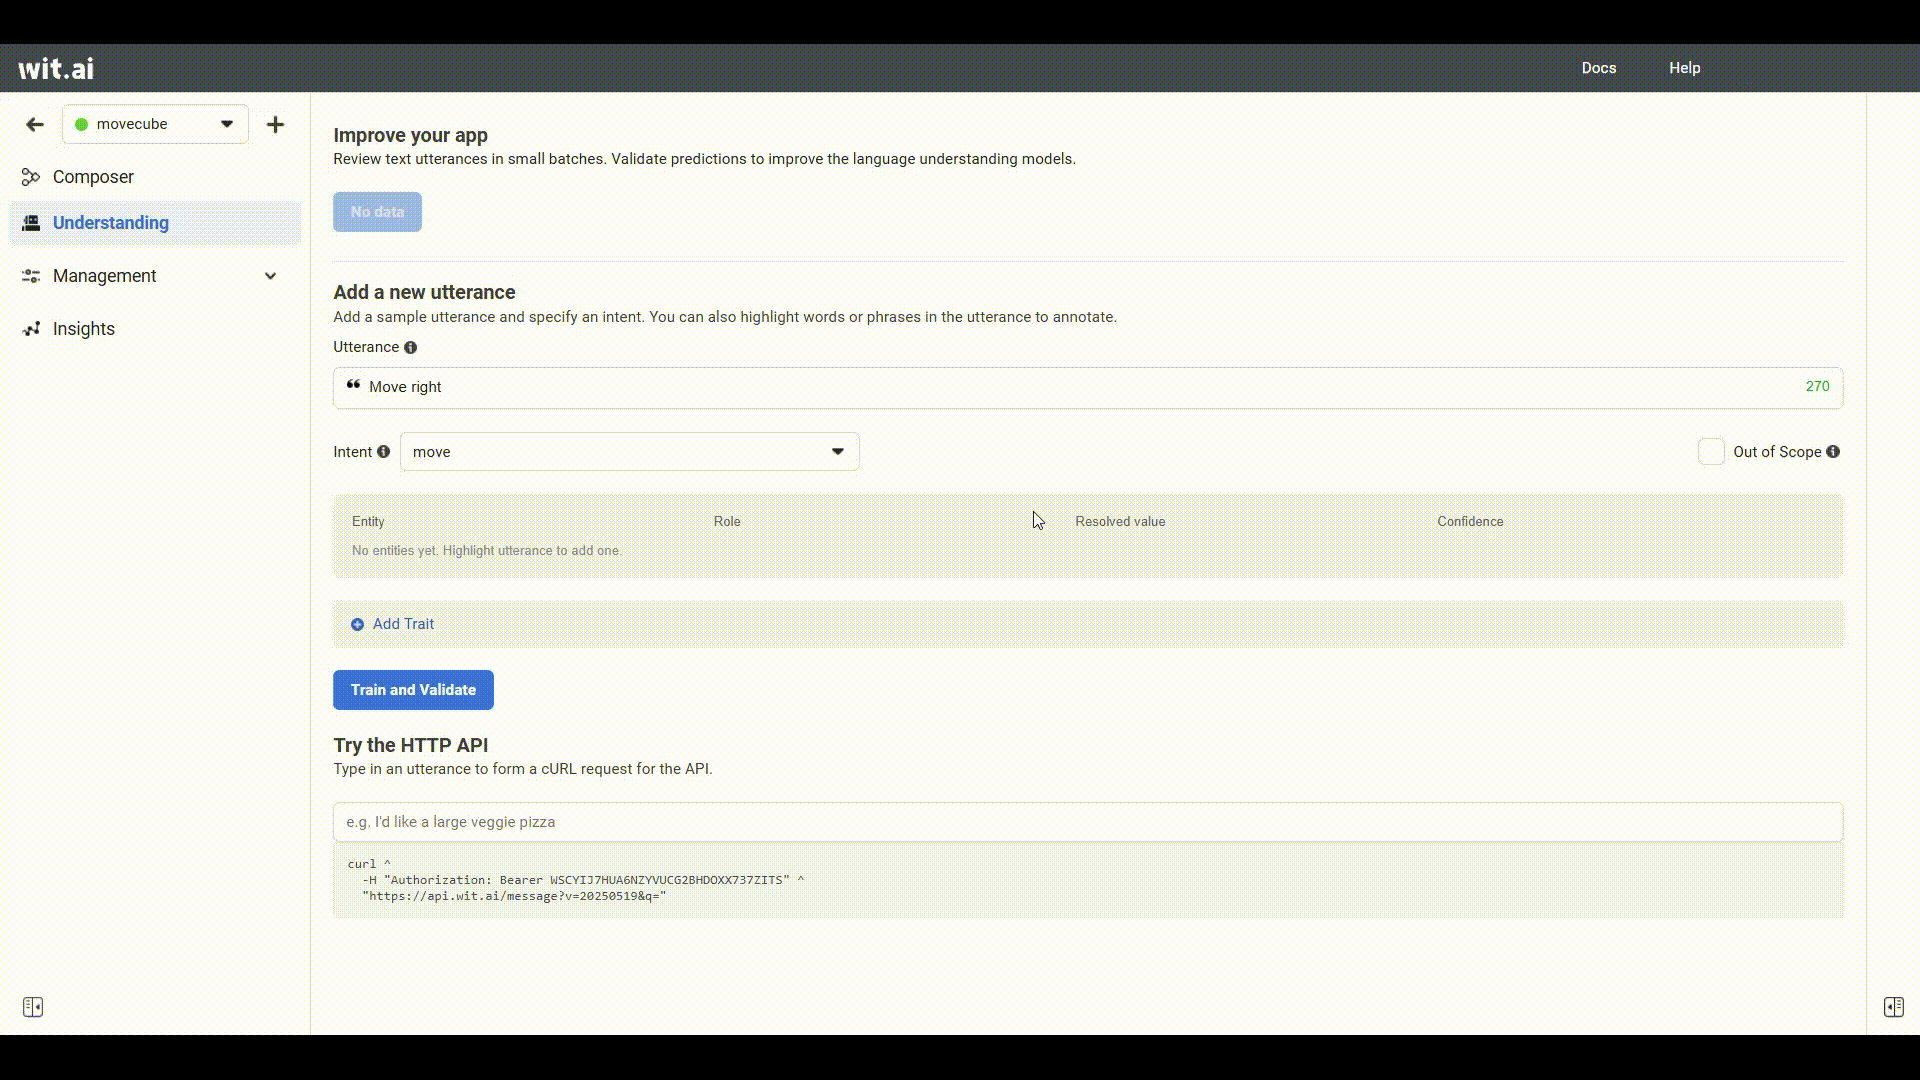 wit.ai
Docs
Help
movecube
Composer
Understanding
Management
Insights
Improve your app
Review text utterances in small batches. Validate predictions to improve the language understanding models.
No data
Add a new utterance
Add a sample utterance and specify an intent. You can also highlight words or phrases in the utterance to annotate.
Utterance
Move right
270
Intent
move
Out of Scope
Entity Role Resolved value Confidence
No entities yet. Highlight utterance to add one.
Add Trait
Train and Validate
Try the HTTP API
Type in an utterance to form a cURL request for the API.
e.g. I'd like a large veggie pizza
curl ^
-H "Authorization: Bearer WSCYIJ7HUA6NZYVUCG2BHDOXX737ZITS" ^
"https://api.wit.ai/message?v=20250519&q="